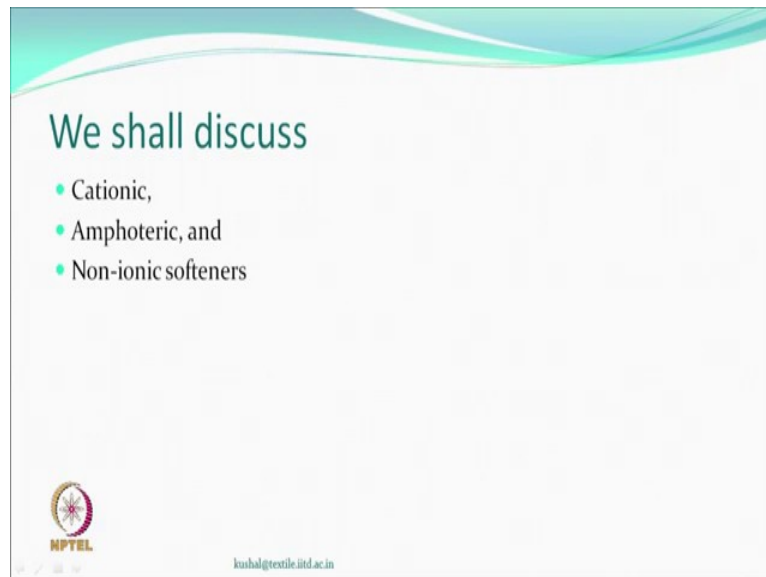 We shall discuss
Cationic,
Amphoteric, and
Non-ionic softeners
NPTEL
kushal@textile.iitd.ac.in